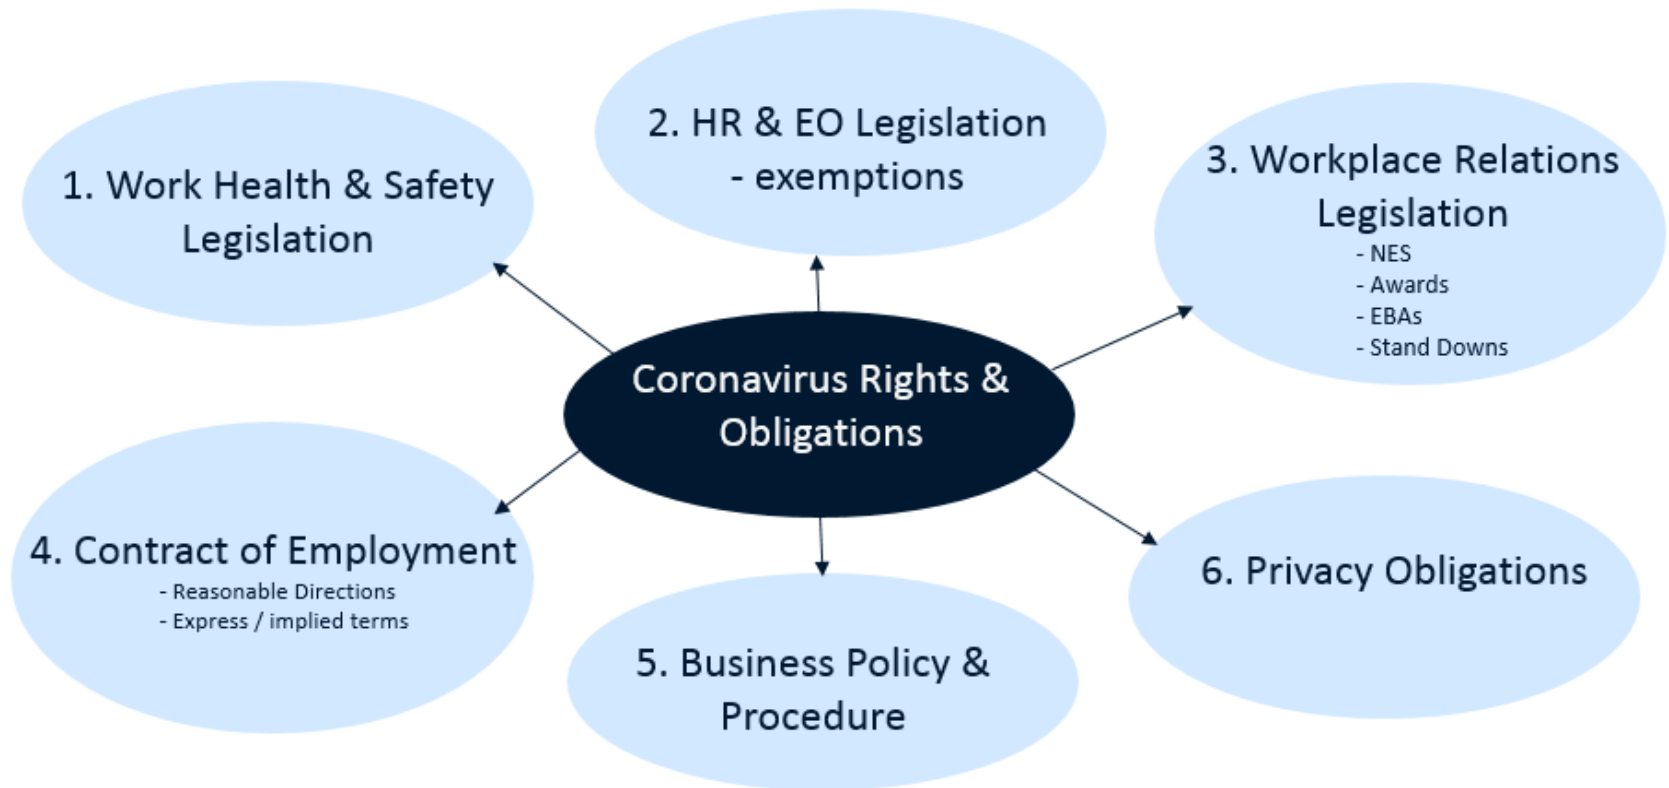 1. Work Health & Safety
Legislation
2. HR & EO Legislation
- exemptions
3. Workplace Relations
Legislation
- NES
- Awards
- EBAs
- Stand Downs
Coronavirus Rights &
Obligations
4. Contract of Employment
- Reasonable Directions
- Express / implied terms
5. Business Policy &
Procedure
6. Privacy Obligations